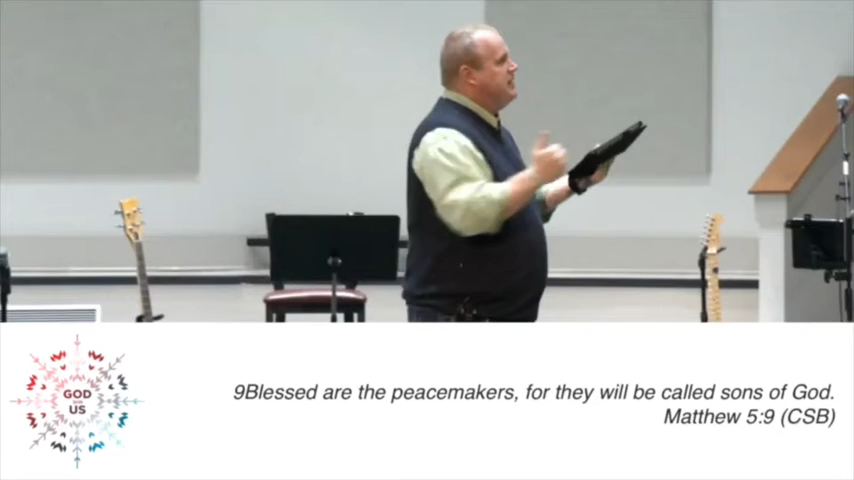 GOD
US
9Blessed are the peacemakers, for they will be called sons of God.
Matthew 5:9 (CSB)